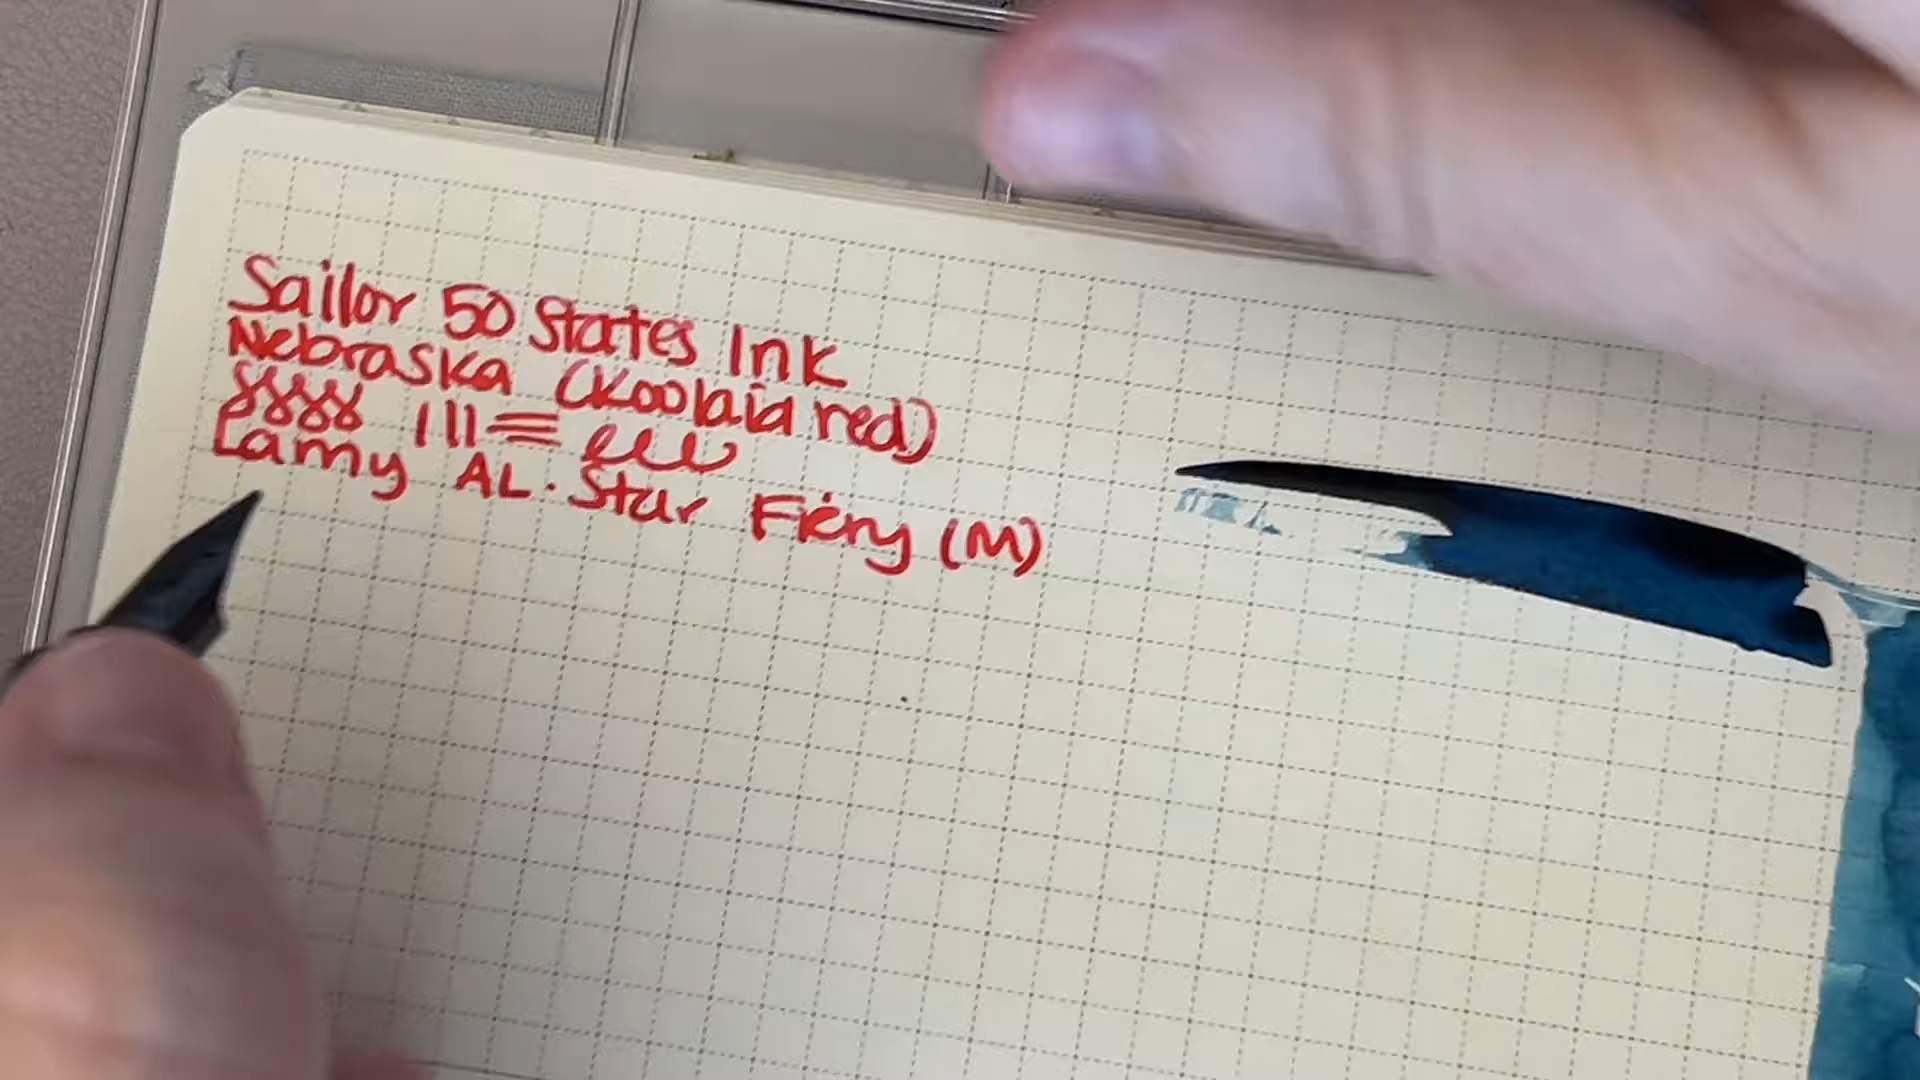 Sailor 50 States Ink
Nebraska (Koolaid red)
Lamy AL-Star Fiery (M)